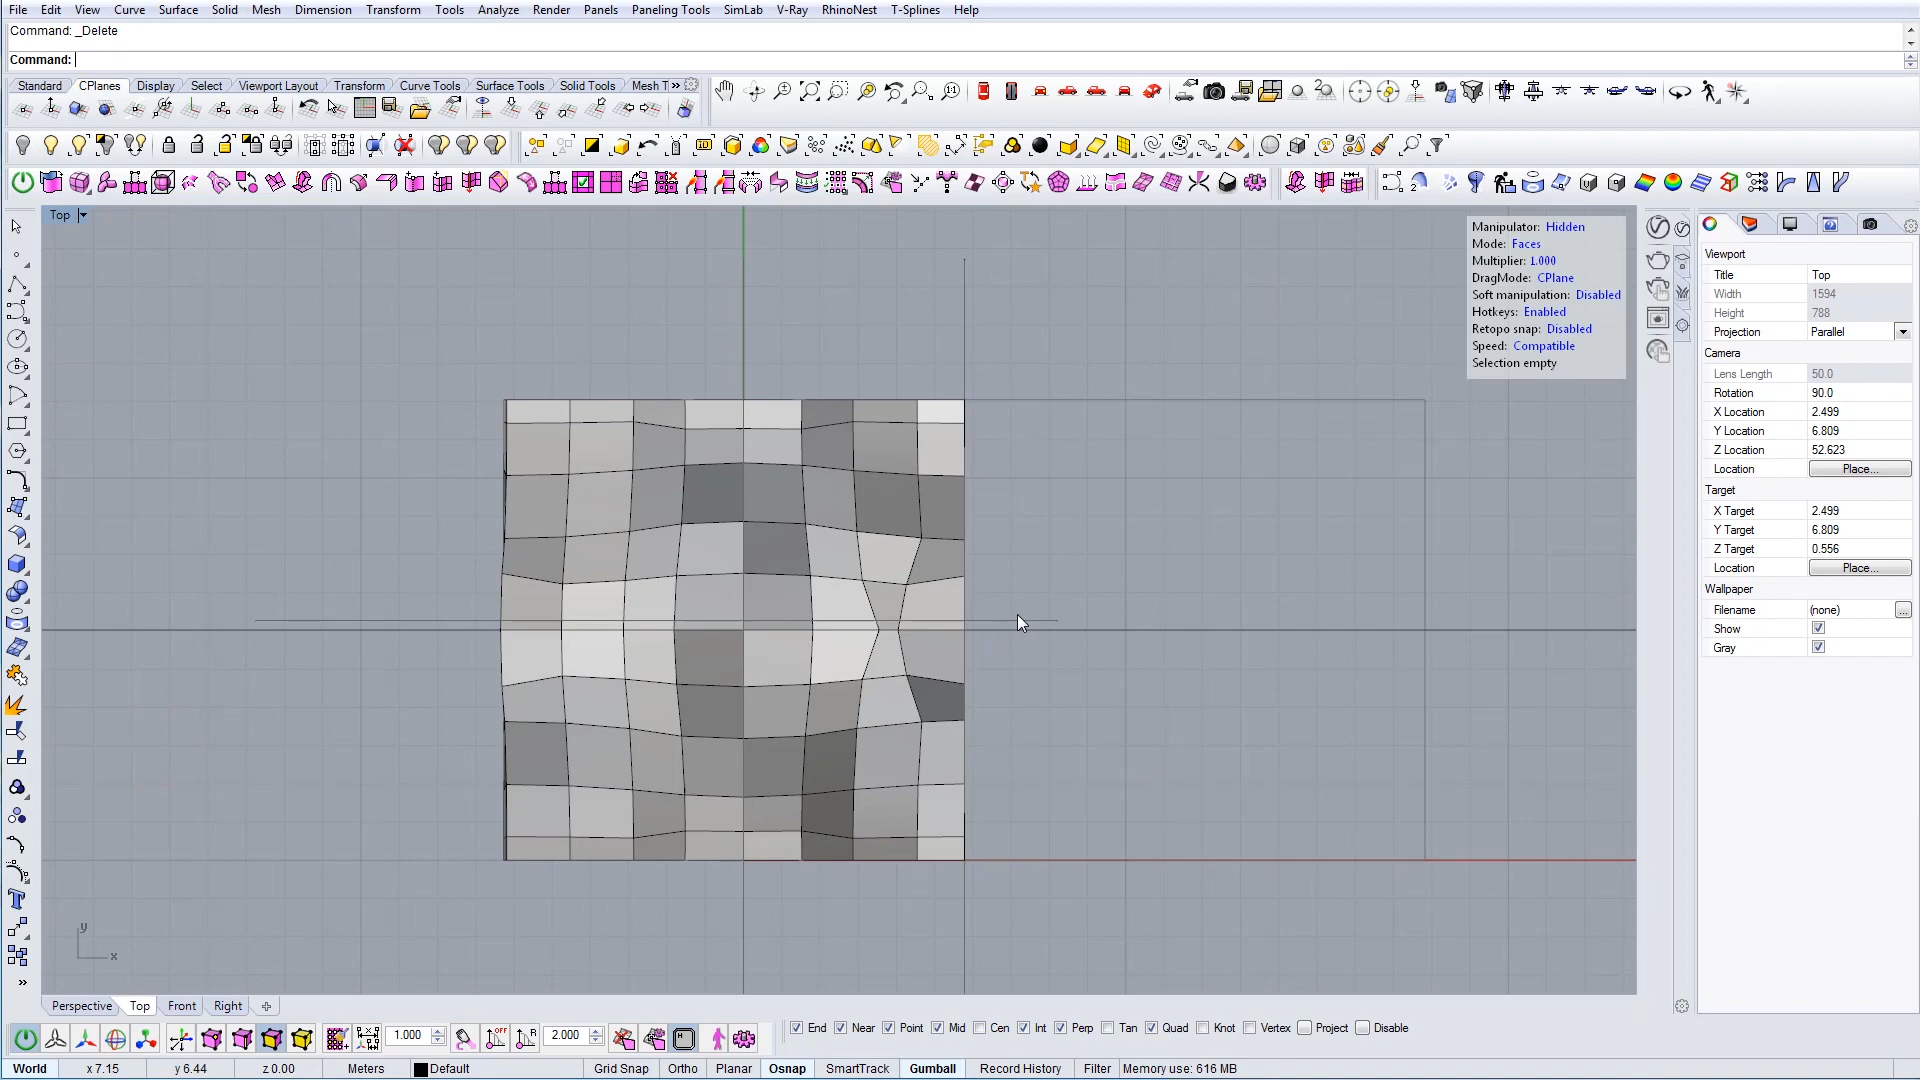 File Edit View Curve Surface Solid Mesh Dimension Transform Tools Analyze Render Panels Paneling Tools SimLab V-Ray RhinoNest T-Splines Help
Command: _Delete
Command:
Standard CPlanes Display Select Viewport Layout Transform Curve Tools Surface Tools Solid Tools Mesh T »
Top
Manipulator: Hidden
Mode: Faces
Multiplier: 1.000
DragMode: CPlane
Soft manipulation: Disabled
Hotkeys: Enabled
Retopo snap: Disabled
Speed: Compatible
Selection empty
Viewport
Title Top
Width 1594
Height 788
Projection Parallel
Camera
Lens Length 50.0
Rotation 90.0
X Location 2.499
Y Location 6.809
Z Location 52.623
Location Place...
Target
X Target 2.499
Y Target 6.809
Z Target 0.556
Location Place...
Wallpaper
Filename (none) ...
Show
Gray
y
x
Perspective Top Front Right
1.000 OFF R 2.000 End Near Point Mid Cen Int Perp Tan Quad Knot Vertex Project Disable
World x 7.15 y 6.44 z 0.00 Meters Default Grid Snap Ortho Planar Osnap SmartTrack Gumball Record History Filter Memory use: 616 MB